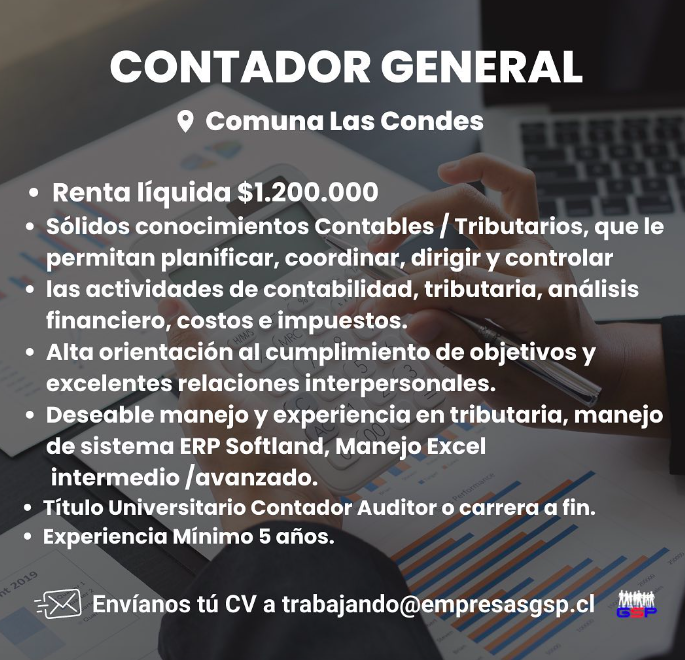 CONTADOR GENERAL
Comuna Las Condes
• Renta líquida $1.200.000
• Sólidos conocimientos Contables / Tributarios, que le
permitan planificar, coordinar, dirigir y controlar
• las actividades de contabilidad, tributaria, análisis
financiero, costos e impuestos.
• Alta orientación al cumplimiento de objetivos y
excelentes relaciones interpersonales.
• Deseable manejo y experiencia en tributaria, manejo
de sistema ERP Softland, Manejo Excel
intermedio /avanzado.
• Título Universitario Contador Auditor o carrera a fin.
• Experiencia Mínimo 5 años.
Envíanos tú CV a trabajando@empresasgsp.cl
GSP